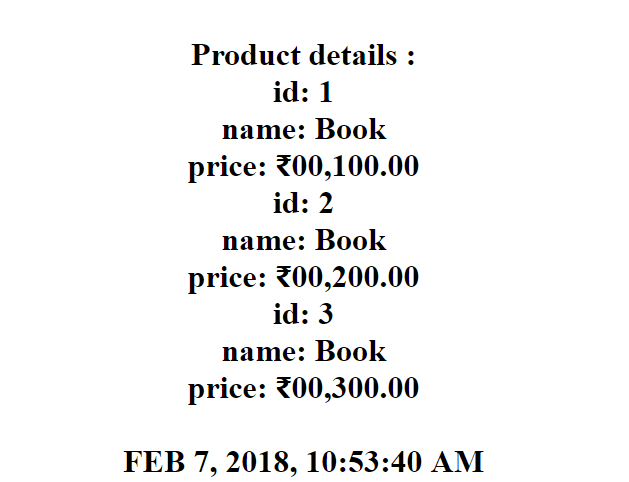 Product details :
id: 1
name: Book
price: ₹00,100.00
id: 2
name: Book
price: ₹00,200.00
id: 3
name: Book
price: ₹00,300.00
FEB 7, 2018, 10:53:40 AM